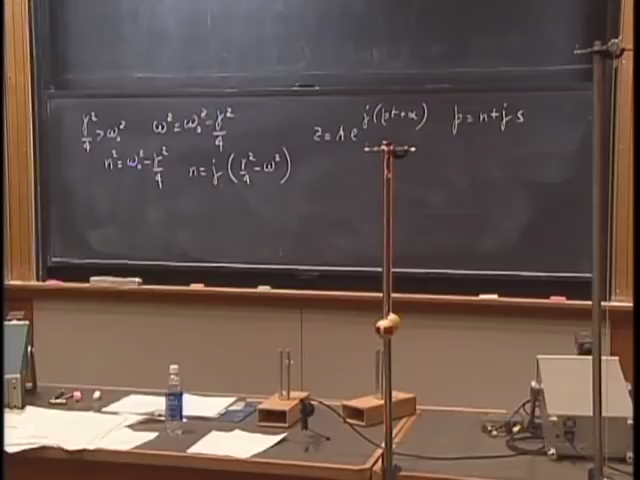 γ²/4 > ω₀² ω² = ω₀² - γ²/4 z = A e^{j(pt+α)} p = n + j s
n² = ω₀² - γ²/4 n = j (γ²/4 - ω²)